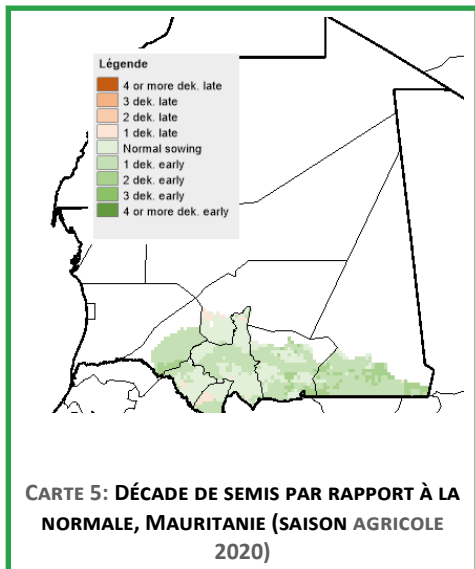 Légende
4 or more dek. late
3 dek. late
2 dek. late
1 dek. late
Normal sowing
1 dek. early
2 dek. early
3 dek. early
4 or more dek. early
CARTE 5: DÉCADE DE SEMIS PAR RAPPORT À LA
NORMALE, MAURITANIE (SAISON AGRICOLE
2020)